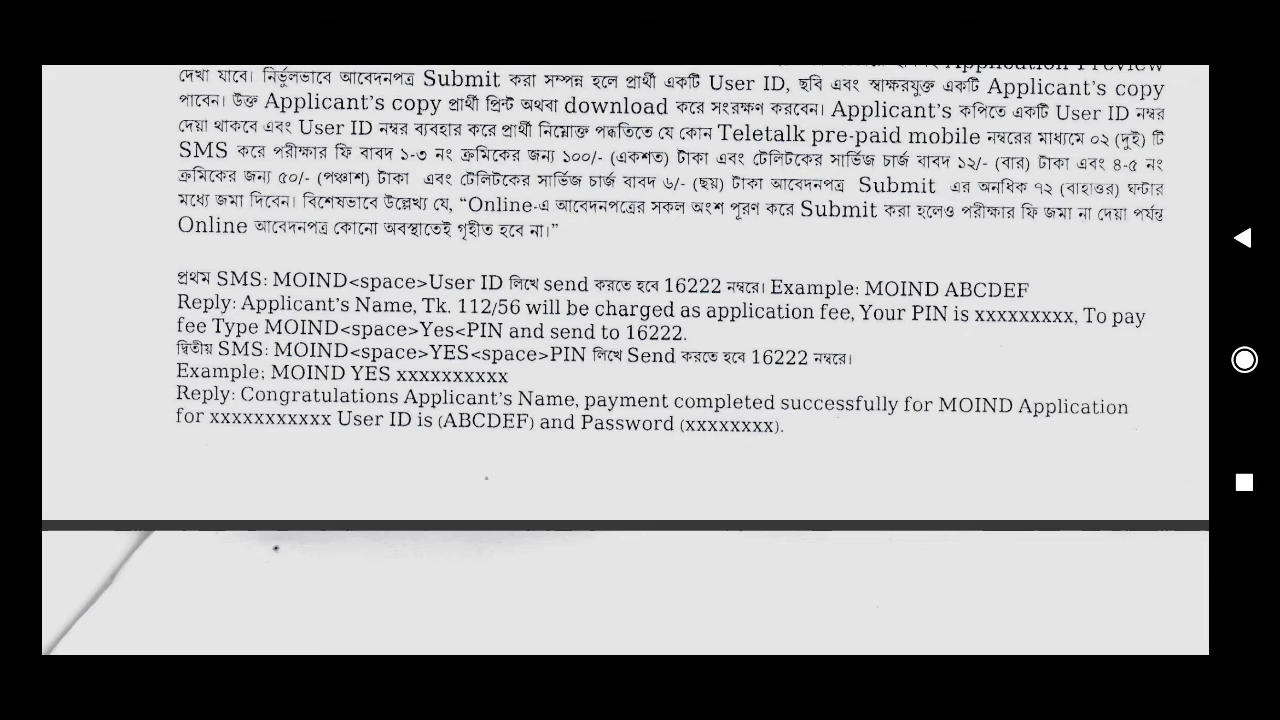 Application Preview
দেখা যাবে। নির্ভুলভাবে আবেদনপত্র Submit করা সম্পন্ন হলে প্রার্থী একটি User ID, ছবি এবং স্বাক্ষরযুক্ত একটি Applicant's copy
পাবেন। উক্ত Applicant's copy প্রার্থী প্রিন্ট অথবা download করে সংরক্ষণ করবেন। Applicant's কপিতে একটি User ID নম্বর
দেয়া থাকবে এবং User ID নম্বর ব্যবহার করে প্রার্থী নিম্নোক্ত পদ্ধতিতে যে কোন Teletalk pre-paid mobile নম্বরের মাধ্যমে ০২ (দুই) টি
SMS করে পরীক্ষার ফি বাবদ ১-৩ নং ক্রমিকের জন্য ১০০/- (একশত) টাকা এবং টেলিটকের সার্ভিজ চার্জ বাবদ ১২/- (বার) টাকা এবং ৪-৫ নং
ক্রমিকের জন্য ৫০/- (পঞ্চাশ) টাকা এবং টেলিটকের সার্ভিজ চার্জ বাবদ ৬/- (ছয়) টাকা আবেদনপত্র Submit এর অনধিক ৭২ (বাহাত্তর) ঘন্টার
মধ্যে জমা দিবেন। বিশেষভাবে উল্লেখ্য যে, “Online-এ আবেদনপত্রের সকল অংশ পূরণ করে Submit করা হলেও পরীক্ষার ফি জমা না দেয়া পর্যন্ত
Online আবেদনপত্র কোনো অবস্থাতেই গৃহীত হবে না।”
প্রথম SMS: MOIND<space>User ID লিখে send করতে হবে 16222 নম্বরে। Example: MOIND ABCDEF
Reply: Applicant's Name, Tk. 112/56 will be charged as application fee, Your PIN is xxxxxxxxx, To pay
fee Type MOIND<space>Yes<PIN and send to 16222.
দ্বিতীয় SMS: MOIND<space>YES<space>PIN লিখে Send করতে হবে 16222 নম্বরে।
Example: MOIND YES xxxxxxxxxx
Reply: Congratulations Applicant's Name, payment completed successfully for MOIND Application
for xxxxxxxxxxx User ID is (ABCDEF) and Password (xxxxxxxx).